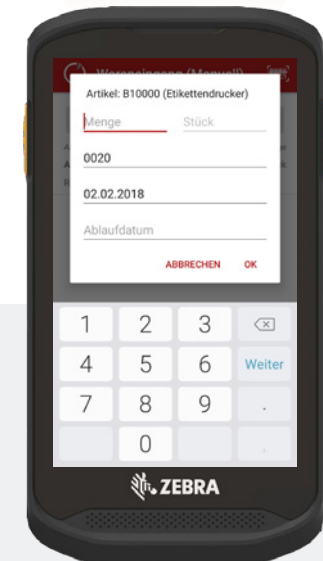 Wareneingang (Manuell)
Artikel: B10000 (Etikettendrucker)
Menge Stück
0020
02.02.2018
Ablaufdatum
ABBRECHEN OK
1 2 3
4 5 6 Weiter
7 8 9 .
0 ,
ZEBRA